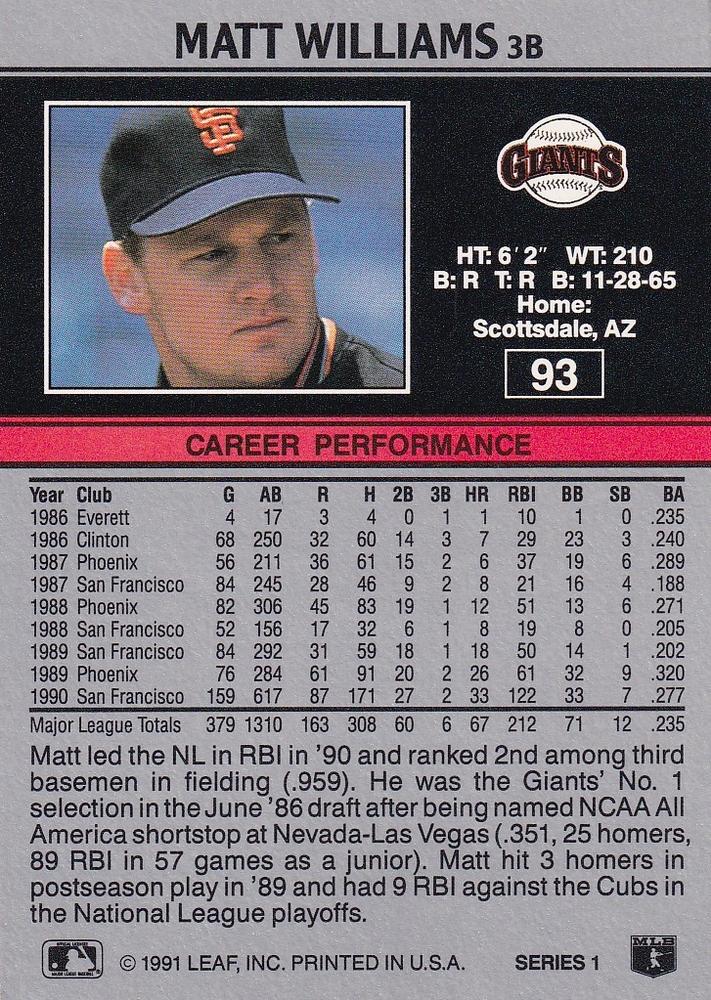 MATT WILLIAMS 3B
SF
GIANTS
HT: 6' 2" WT: 210
B: R T: R B: 11-28-65
Home:
Scottsdale, AZ
93
CAREER PERFORMANCE
Year Club G AB R H 2B 3B HR RBI BB SB BA
1986 Everett 4 17 3 4 0 1 1 10 1 0 .235
1986 Clinton 68 250 32 60 14 3 7 29 23 3 .240
1987 Phoenix 56 211 36 61 15 2 6 37 19 6 .289
1987 San Francisco 84 245 28 46 9 2 8 21 16 4 .188
1988 Phoenix 82 306 45 83 19 1 12 51 13 6 .271
1988 San Francisco 52 156 17 32 6 1 8 19 8 0 .205
1989 San Francisco 84 292 31 59 18 1 18 50 14 1 .202
1989 Phoenix 76 284 61 91 20 2 26 61 32 9 .320
1990 San Francisco 159 617 87 171 27 2 33 122 33 7 .277
Major League Totals 379 1310 163 308 60 6 67 212 71 12 .235
Matt led the NL in RBI in '90 and ranked 2nd among third
basemen in fielding (.959). He was the Giants' No. 1
selection in the June '86 draft after being named NCAA All
America shortstop at Nevada-Las Vegas (.351, 25 homers,
89 RBI in 57 games as a junior). Matt hit 3 homers in
postseason play in '89 and had 9 RBI against the Cubs in
the National League playoffs.
© 1991 LEAF, INC. PRINTED IN U.S.A. SERIES 1
MLB